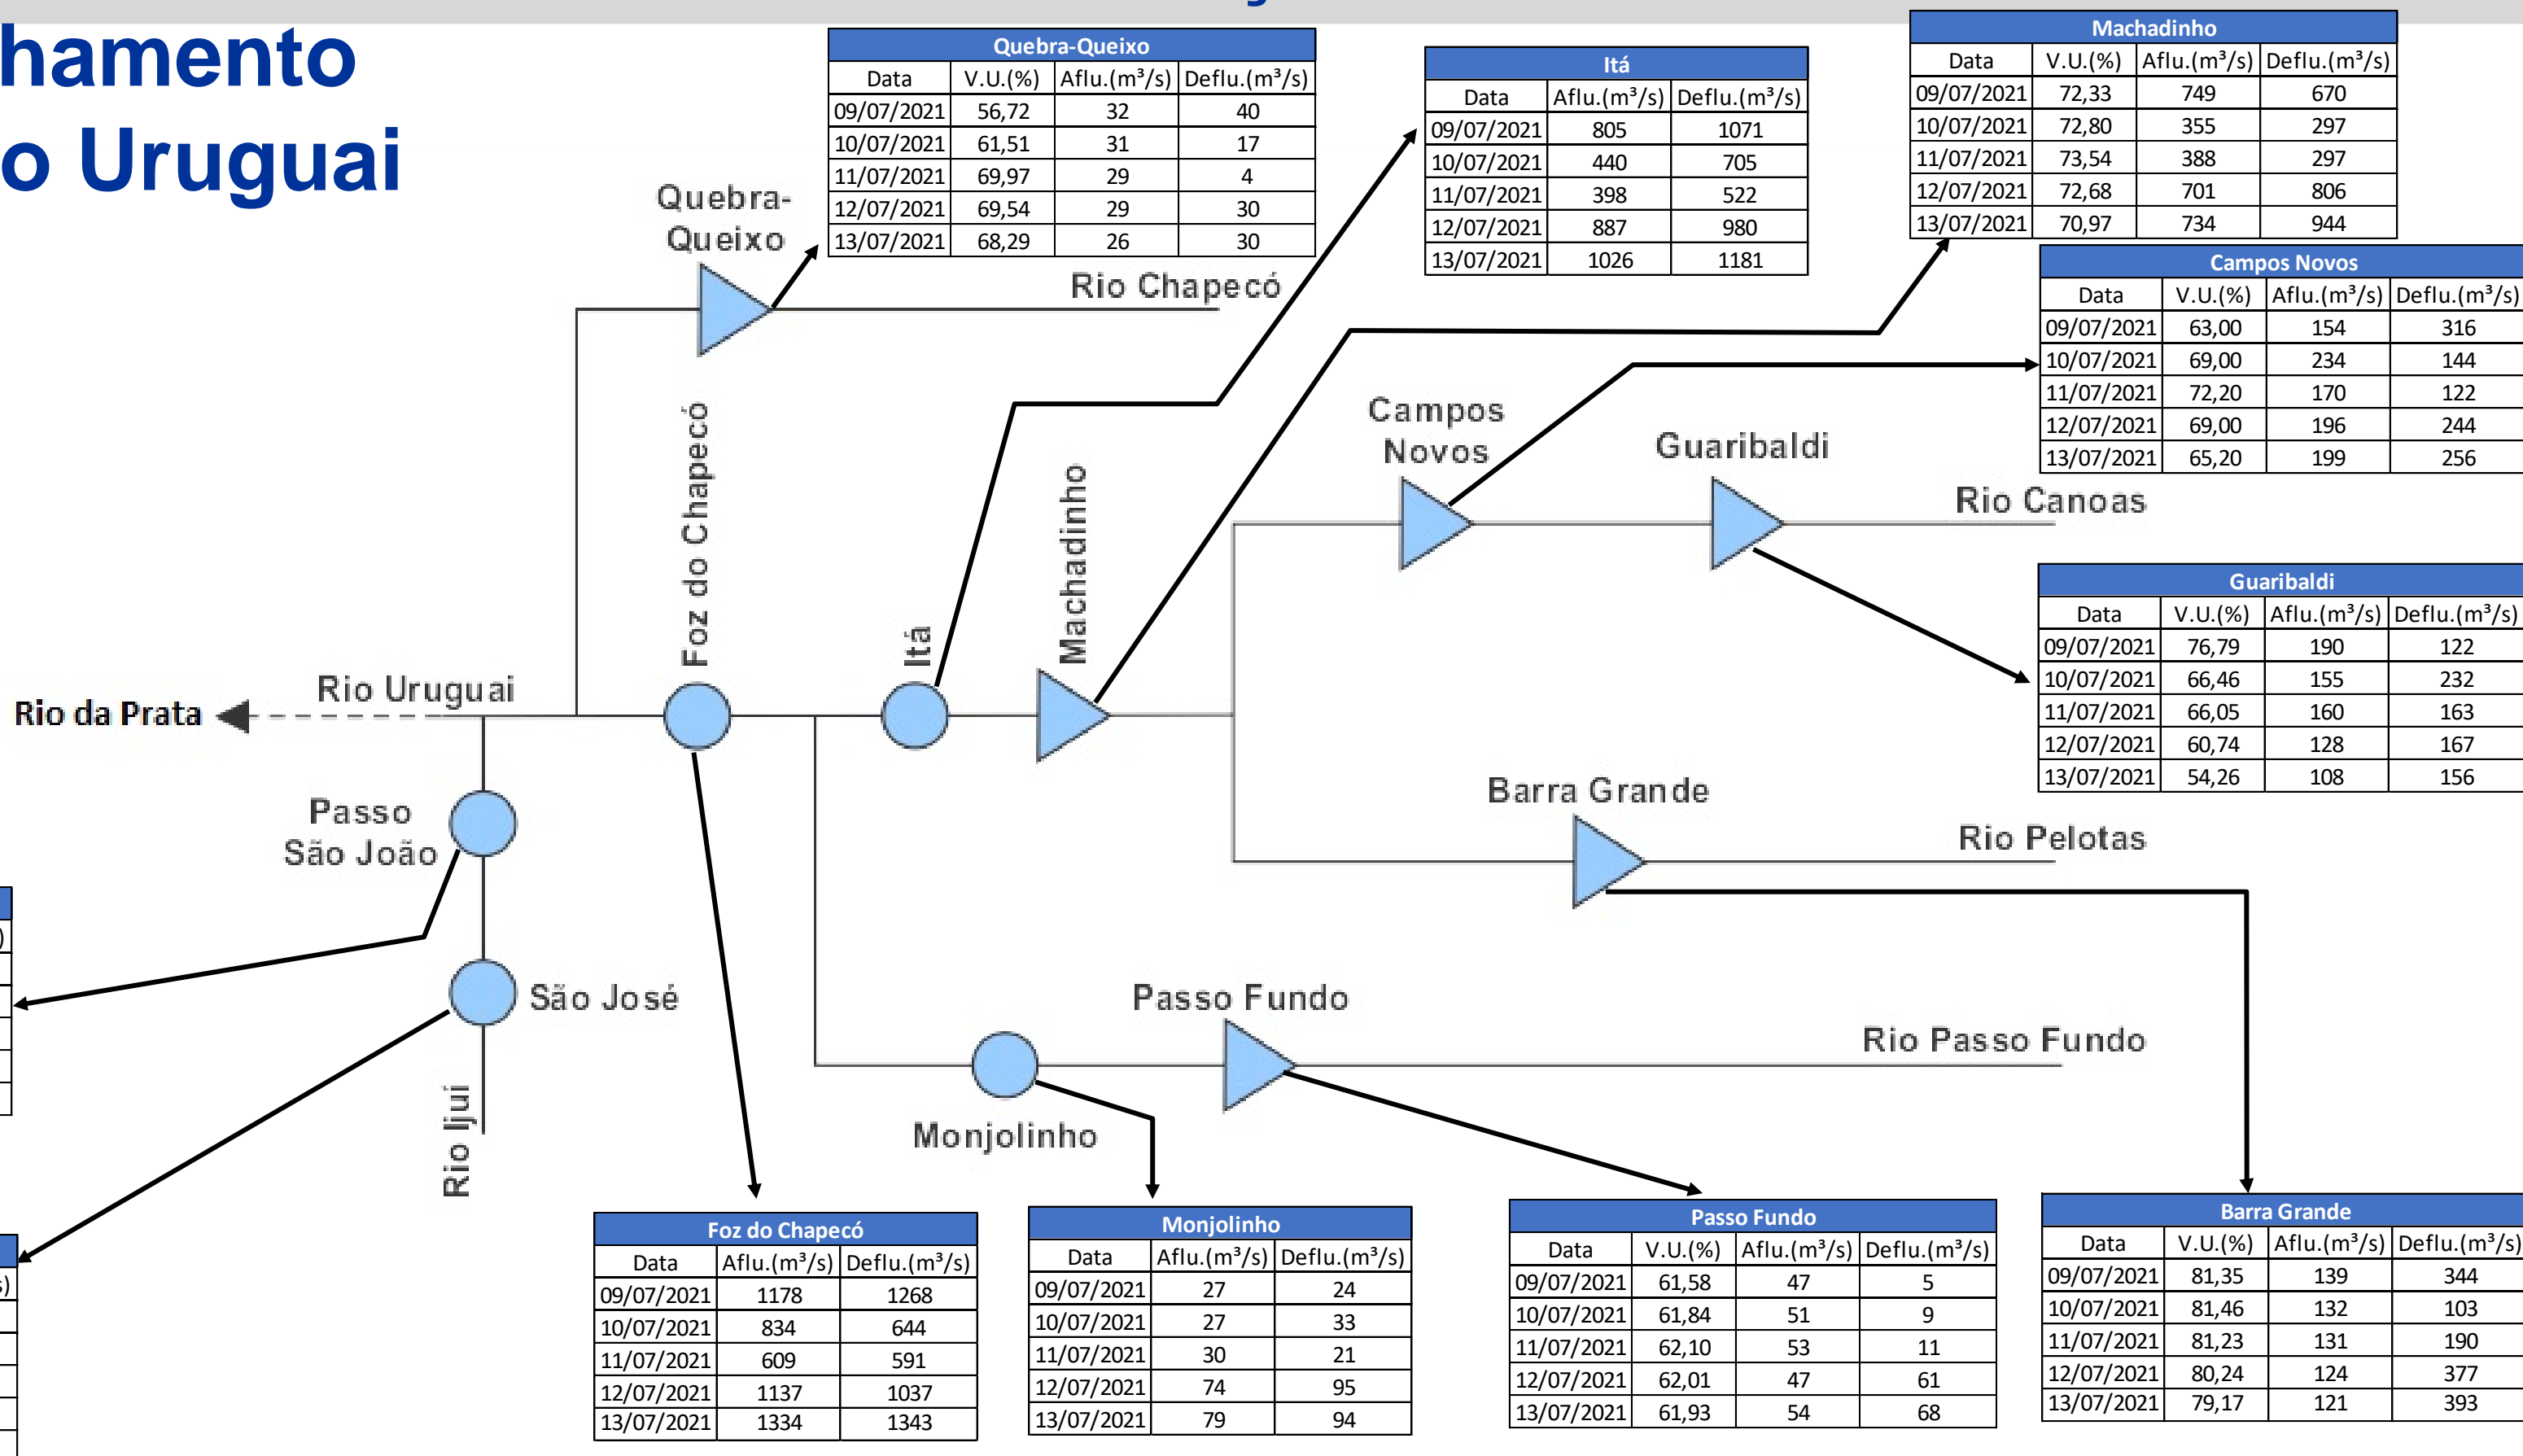 hamento
o Uruguai
Quebra-Queixo
Data V.U.(%) Aflu.(m³/s) Deflu.(m³/s)
09/07/2021 56,72 32 40
10/07/2021 61,51 31 17
11/07/2021 69,97 29 4
12/07/2021 69,54 29 30
13/07/2021 68,29 26 30
Itá
Data Aflu.(m³/s) Deflu.(m³/s)
09/07/2021 805 1071
10/07/2021 440 705
11/07/2021 398 522
12/07/2021 887 980
13/07/2021 1026 1181
Machadinho
Data V.U.(%) Aflu.(m³/s) Deflu.(m³/s)
09/07/2021 72,33 749 670
10/07/2021 72,80 355 297
11/07/2021 73,54 388 297
12/07/2021 72,68 701 806
13/07/2021 70,97 734 944
Campos Novos
Data V.U.(%) Aflu.(m³/s) Deflu.(m³/s)
09/07/2021 63,00 154 316
10/07/2021 69,00 234 144
11/07/2021 72,20 170 122
12/07/2021 69,00 196 244
13/07/2021 65,20 199 256
Quebra-
Queixo
Rio Chapecó
Foz do Chapecó
Itá
Machadinho
Campos
Novos
Guaribaldi
Rio Canoas
Guaribaldi
Data V.U.(%) Aflu.(m³/s) Deflu.(m³/s)
09/07/2021 76,79 190 122
10/07/2021 66,46 155 232
11/07/2021 66,05 160 163
12/07/2021 60,74 128 167
13/07/2021 54,26 108 156
Rio da Prata
Rio Uruguai
Passo
São João
Barra Grande
Rio Pelotas
)
São José
Passo Fundo
Rio Passo Fundo
Monjolinho
Rio Ijui
s)
Foz do Chapecó
Data Aflu.(m³/s) Deflu.(m³/s)
09/07/2021 1178 1268
10/07/2021 834 644
11/07/2021 609 591
12/07/2021 1137 1037
13/07/2021 1334 1343
Monjolinho
Data Aflu.(m³/s) Deflu.(m³/s)
09/07/2021 27 24
10/07/2021 27 33
11/07/2021 30 21
12/07/2021 74 95
13/07/2021 79 94
Passo Fundo
Data V.U.(%) Aflu.(m³/s) Deflu.(m³/s)
09/07/2021 61,58 47 5
10/07/2021 61,84 51 9
11/07/2021 62,10 53 11
12/07/2021 62,01 47 61
13/07/2021 61,93 54 68
Barra Grande
Data V.U.(%) Aflu.(m³/s) Deflu.(m³/s)
09/07/2021 81,35 139 344
10/07/2021 81,46 132 103
11/07/2021 81,23 131 190
12/07/2021 80,24 124 377
13/07/2021 79,17 121 393